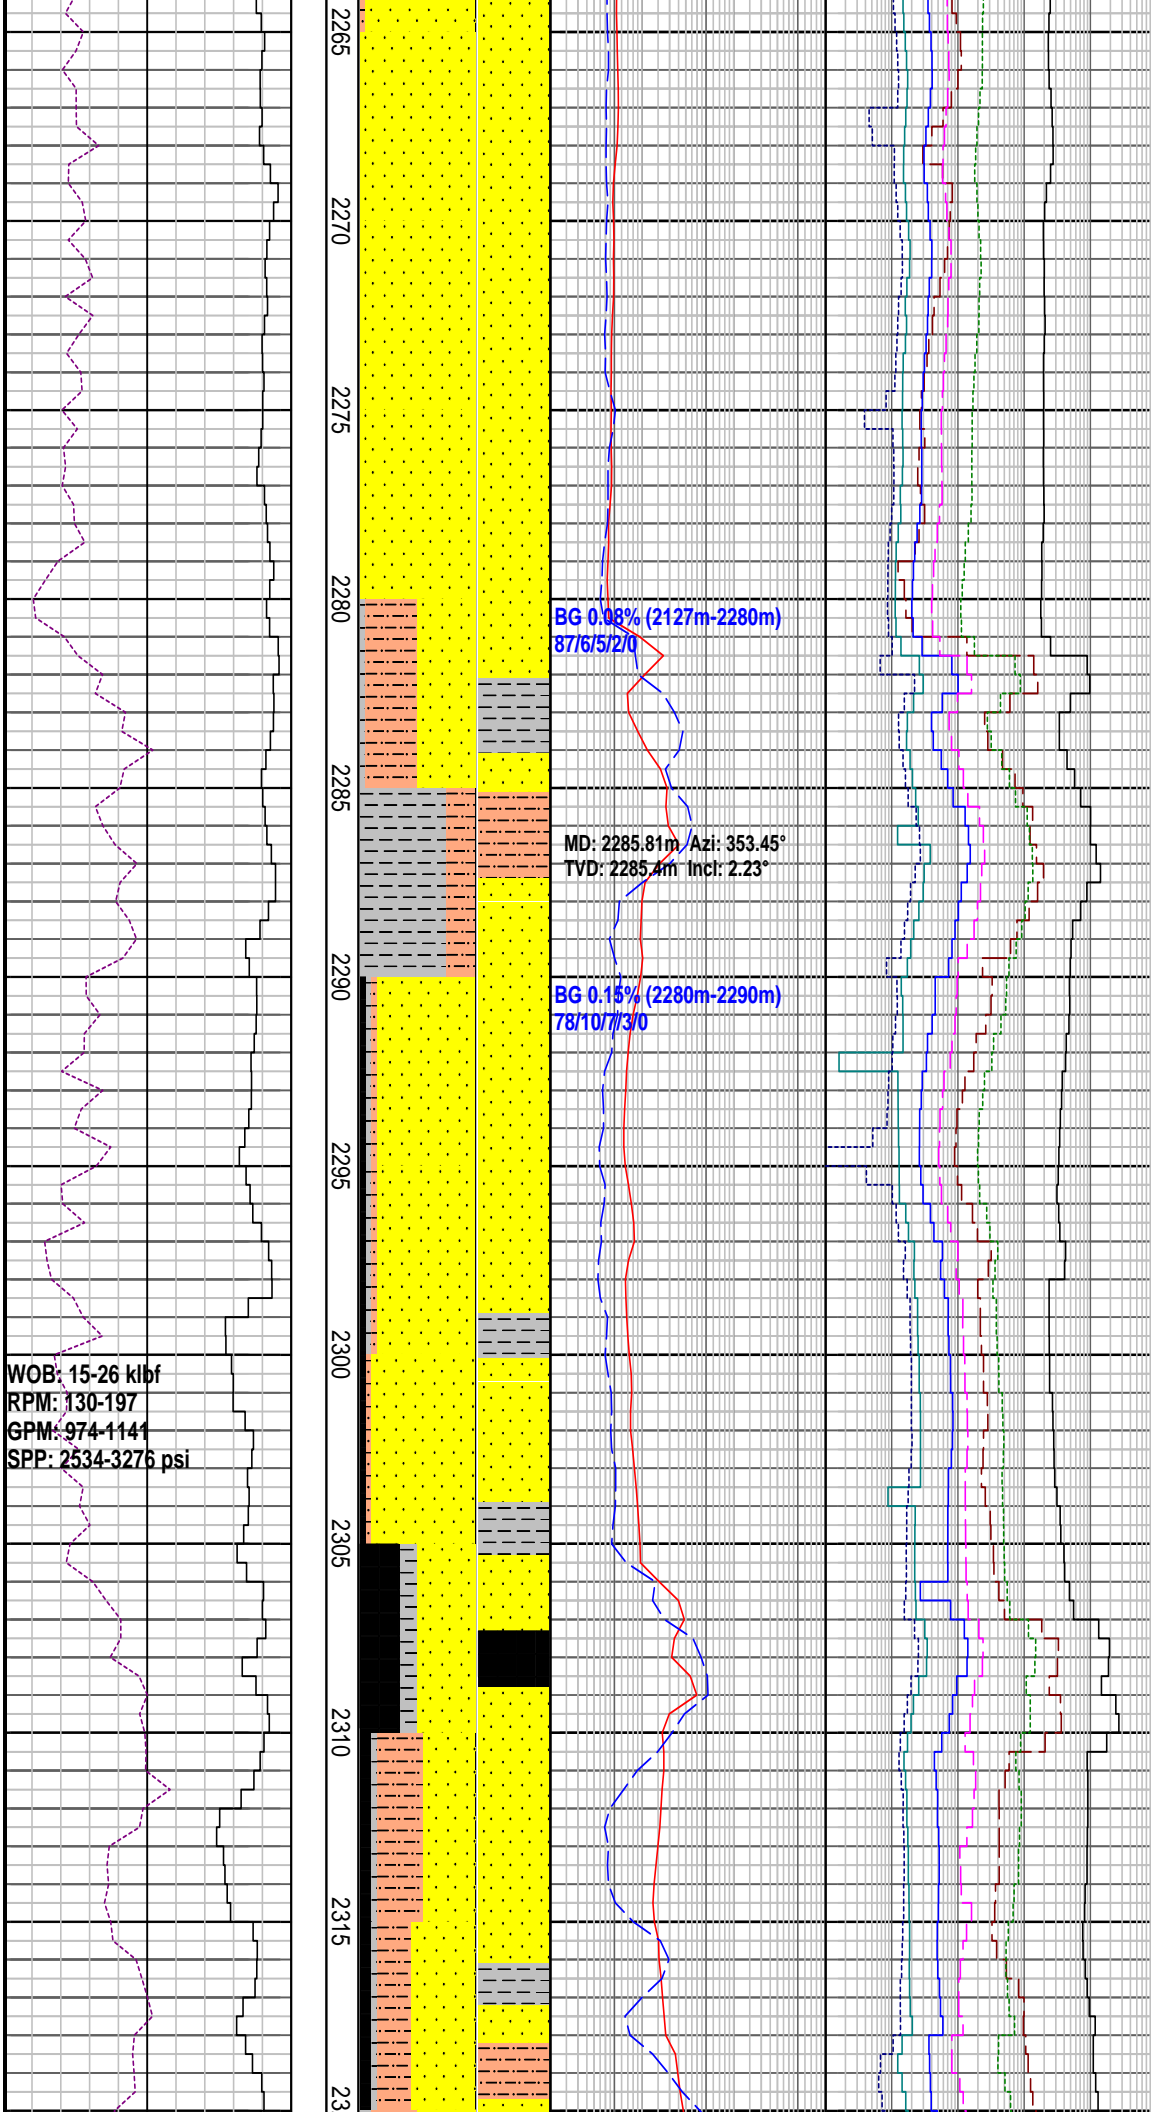 2265
2270
2275
2280
BG 0.08% (2127m-2280m)
87/6/5/2/0
2285
MD: 2285.81m Azi: 353.45°
TVD: 2285.4m Incl: 2.23°
2290
BG 0.15% (2280m-2290m)
78/10/7/3/0
2295
2300
WOB: 15-26 klbf
RPM: 130-197
GPM: 974-1141
SPP: 2534-3276 psi
2305
2310
2315
23